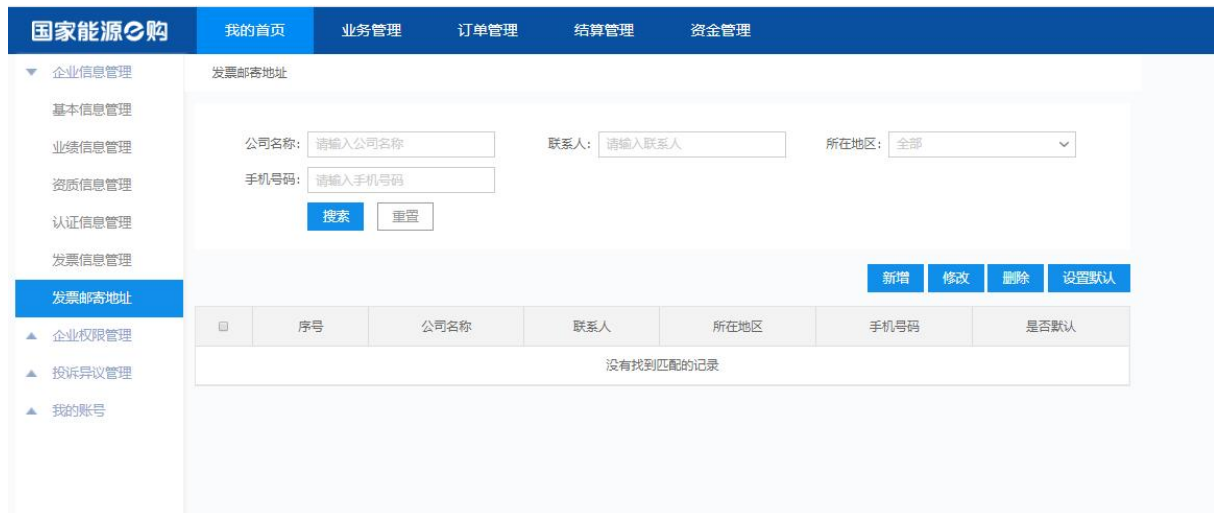 国家能源e购 我的首页 业务管理 订单管理 结算管理 资金管理
企业信息管理
基本信息管理
业绩信息管理
资质信息管理
认证信息管理
发票信息管理
发票邮寄地址
企业权限管理
投诉异议管理
我的账号
发票邮寄地址
公司名称: 请输入公司名称 联系人: 请输入联系人 所在地区: 全部
手机号码: 请输入手机号码
搜索 重置
新增 修改 删除 设置默认
序号 公司名称 联系人 所在地区 手机号码 是否默认
没有找到匹配的记录